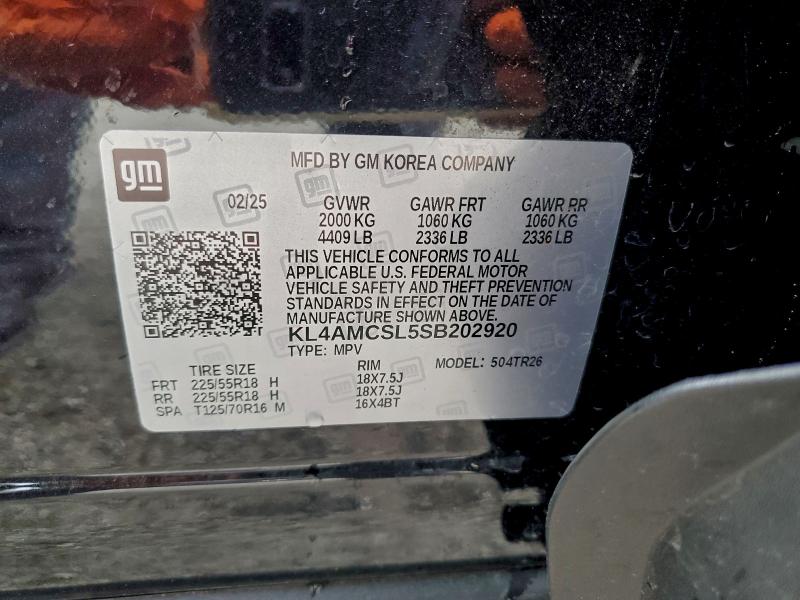 gm
MFD BY GM KOREA COMPANY
02/25 GVWR GAWR FRT GAWR RR
2000 KG 1060 KG 1060 KG
4409 LB 2336 LB 2336 LB
THIS VEHICLE CONFORMS TO ALL
APPLICABLE U.S. FEDERAL MOTOR
VEHICLE SAFETY AND THEFT PREVENTION
STANDARDS IN EFFECT ON THE DATE OF
MANUFACTURE SHOWN ABOVE.
KL4AMCSL5SB202920
TYPE: MPV MODEL: 504TR26
TIRE SIZE RIM
FRT 225/55R18 H 18X7.5J
RR 225/55R18 H 18X7.5J
SPA T125/70R16 M 16X4BT